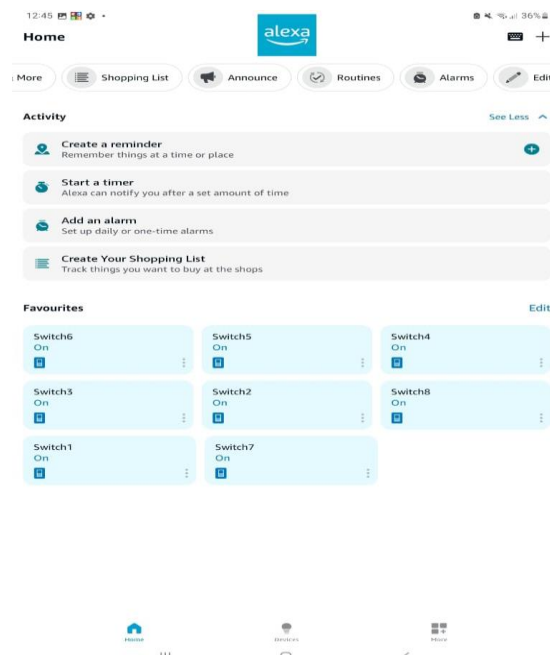 12:45
36%
Home
alexa
More
Shopping List
Announce
Routines
Alarms
Edit
Activity
See Less
Create a reminder
Remember things at a time or place
Start a timer
Alexa can notify you after a set amount of time
Add an alarm
Set up daily or one-time alarms
Create Your Shopping List
Track things you want to buy at the shops
Favourites
Edit
Switch6
On
Switch5
On
Switch4
On
Switch3
On
Switch2
On
Switch8
On
Switch1
On
Switch7
On
Home
Devices
More